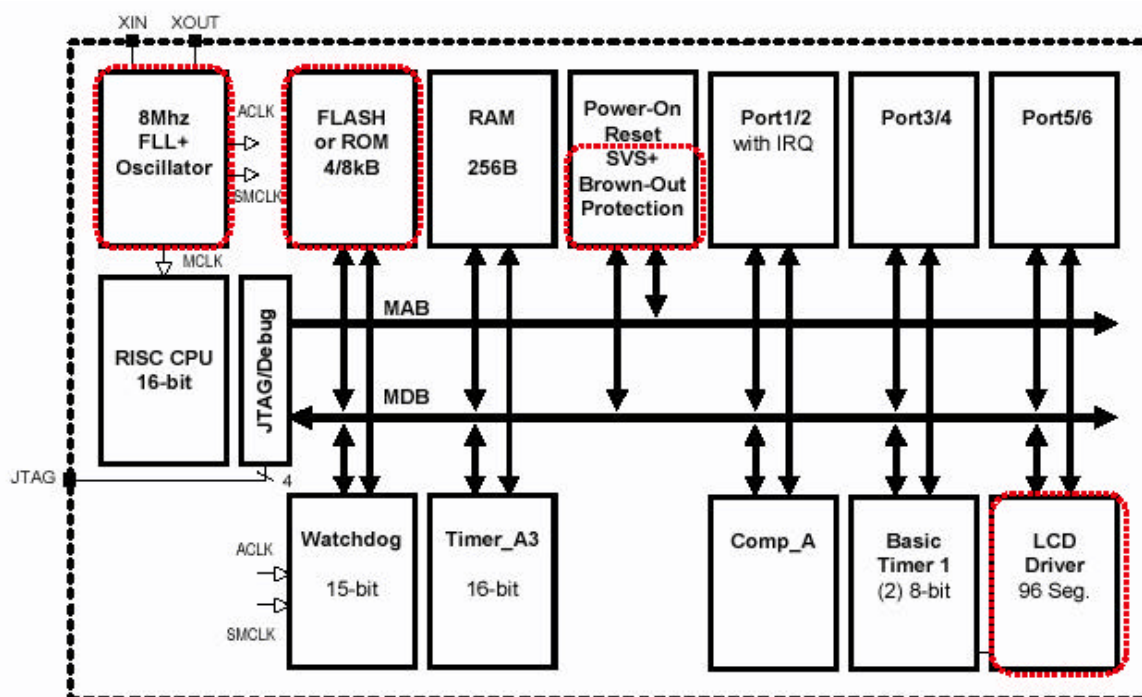 XIN XOUT
8Mhz
FLL+
Oscillator
ACLK
SMCLK
FLASH
or ROM
4/8kB
RAM
256B
Power-On
Reset
SVS+
Brown-Out
Protection
Port1/2
with IRQ
Port3/4
Port5/6
MCLK
RISC CPU
16-bit
JTAG/Debug
MAB
MDB
JTAG
4
ACLK
SMCLK
Watchdog
15-bit
Timer_A3
16-bit
Comp_A
Basic
Timer 1
(2) 8-bit
LCD
Driver
96 Seg.